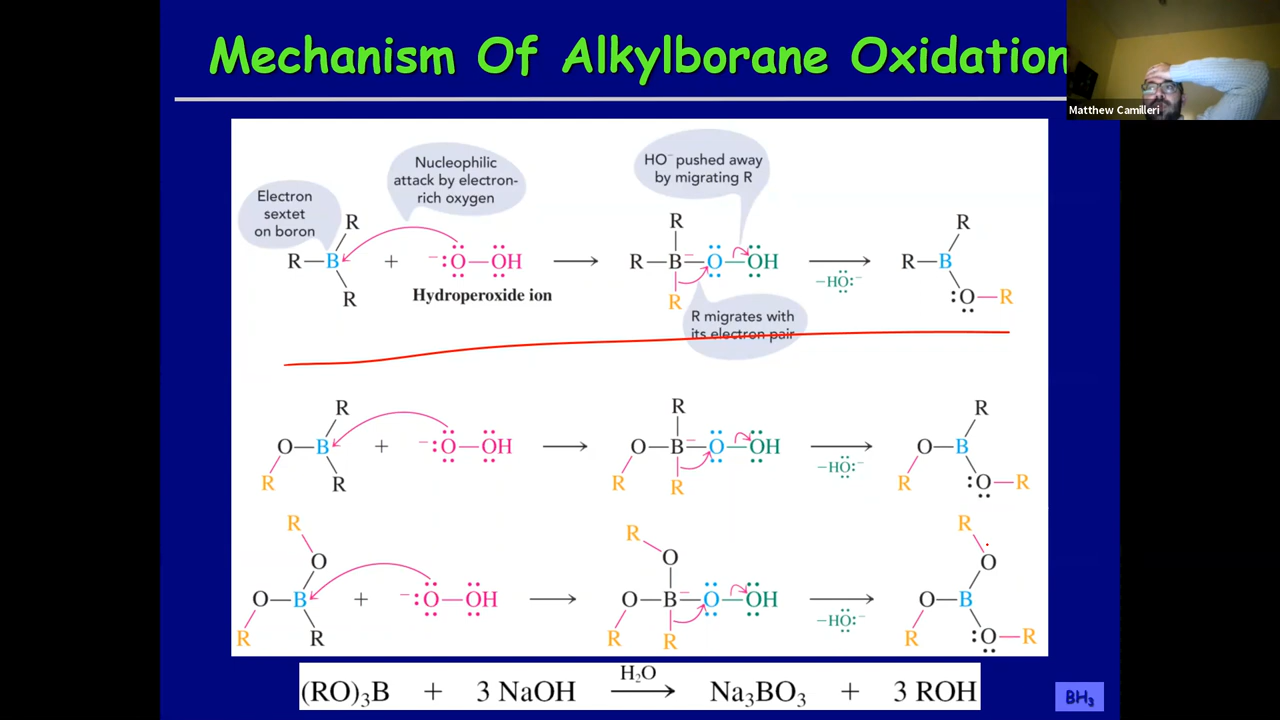 Mechanism Of Alkylborane Oxidation
Matthew Camilleri
Electron
sextet
on boron
Nucleophilic
attack by electron-
rich oxygen
HO⁻ pushed away
by migrating R
R
R—B
R
+
⁻:O—OH
Hydroperoxide ion
R
R—B⁻—O—OH
R
R migrates with
its electron pair
−HO:⁻
R
R—B
:O—R
R
O—B
R
R
+
⁻:O—OH
R
O—B⁻—O—OH
R
R
−HO:⁻
R
O—B
R
:O—R
R
O
O—B
R
R
+
⁻:O—OH
R
O
O—B⁻—O—OH
R
R
−HO:⁻
R
O
O—B
R
:O—R
(RO)₃B + 3 NaOH H₂O Na₃BO₃ + 3 ROH
BH₃